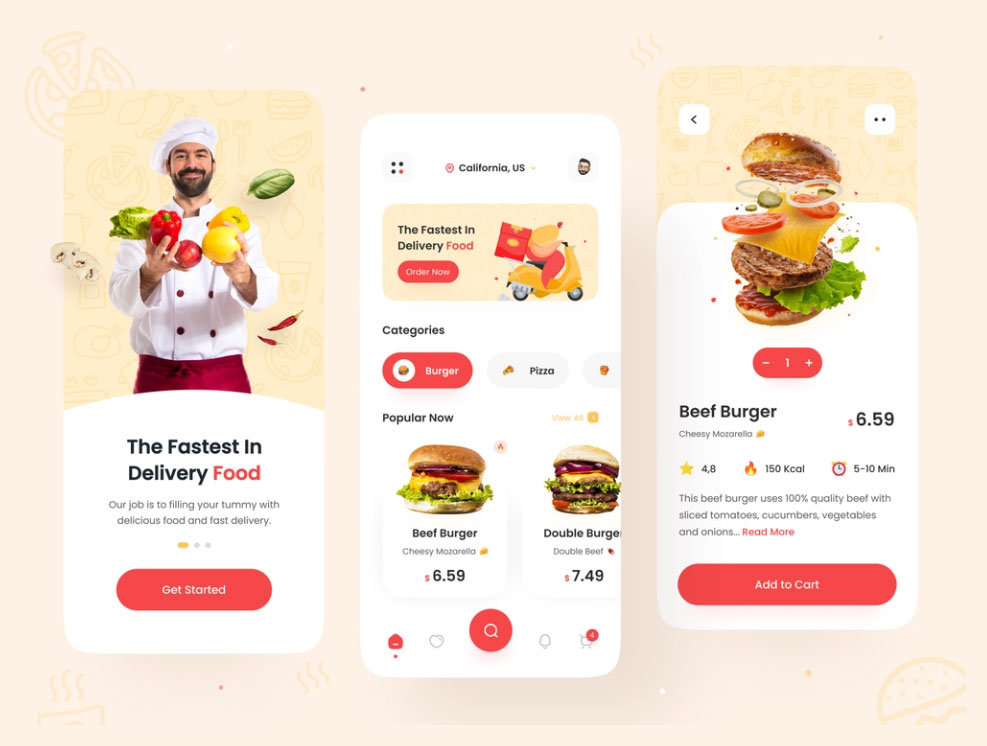 The Fastest In
Delivery Food
Our job is to filling your tummy with
delicious food and fast delivery.
Get Started
California, US
The Fastest In
Delivery Food
Order Now
Categories
Burger
Pizza
Popular Now
View All
Beef Burger
Cheesy Mozarella
$ 6.59
Double Burger
Double Beef
$ 7.49
4
1
Beef Burger
Cheesy Mozarella
$ 6.59
4,8
150 Kcal
5-10 Min
This beef burger uses 100% quality beef with
sliced tomatoes, cucumbers, vegetables
and onions... Read More
Add to Cart